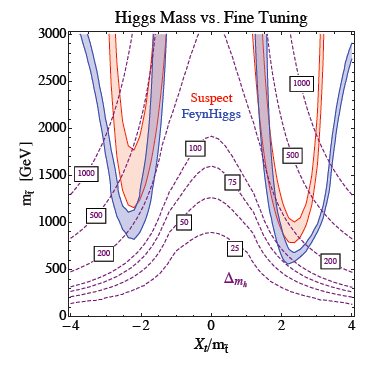 Higgs Mass vs. Fine Tuning
3000
2500
2000
1500
1000
500
0
m_t̃ [GeV]
Suspect
FeynHiggs
1000
500
200
100
75
50
25
1000
500
200
Δ_{m_h}
−4 −2 0 2 4
X_t/m_t̃